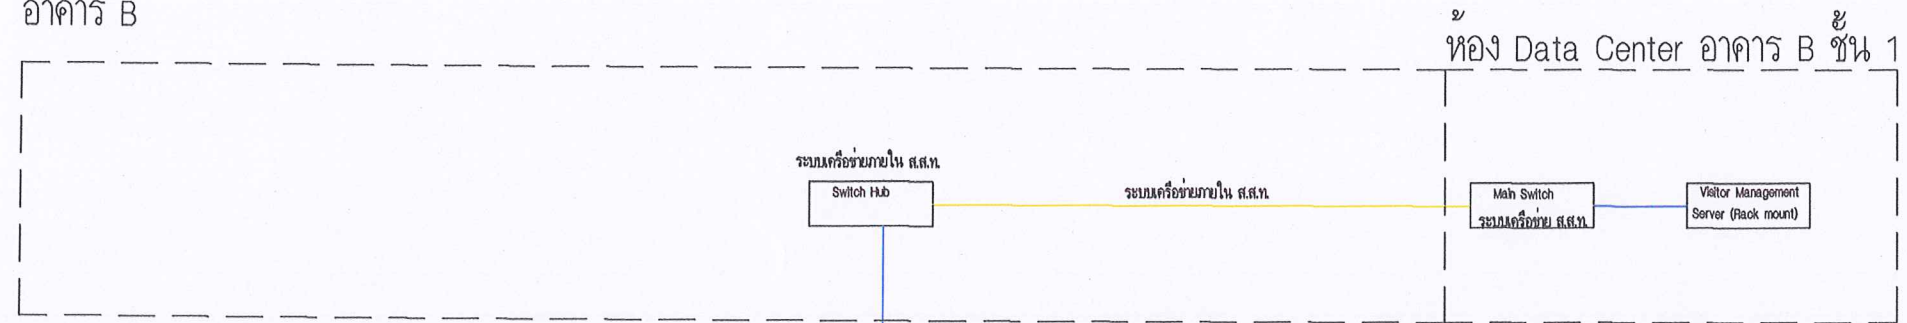 อาคาร B
ห้อง Data Center อาคาร B ชั้น 1
ระบบเครือข่ายภายใน ส.ส.ท.
Switch Hub
ระบบเครือข่ายภายใน ส.ส.ท.
Main Switch
ระบบเครือข่าย ส.ส.ท.
Visitor Management
Server (Rack mount)